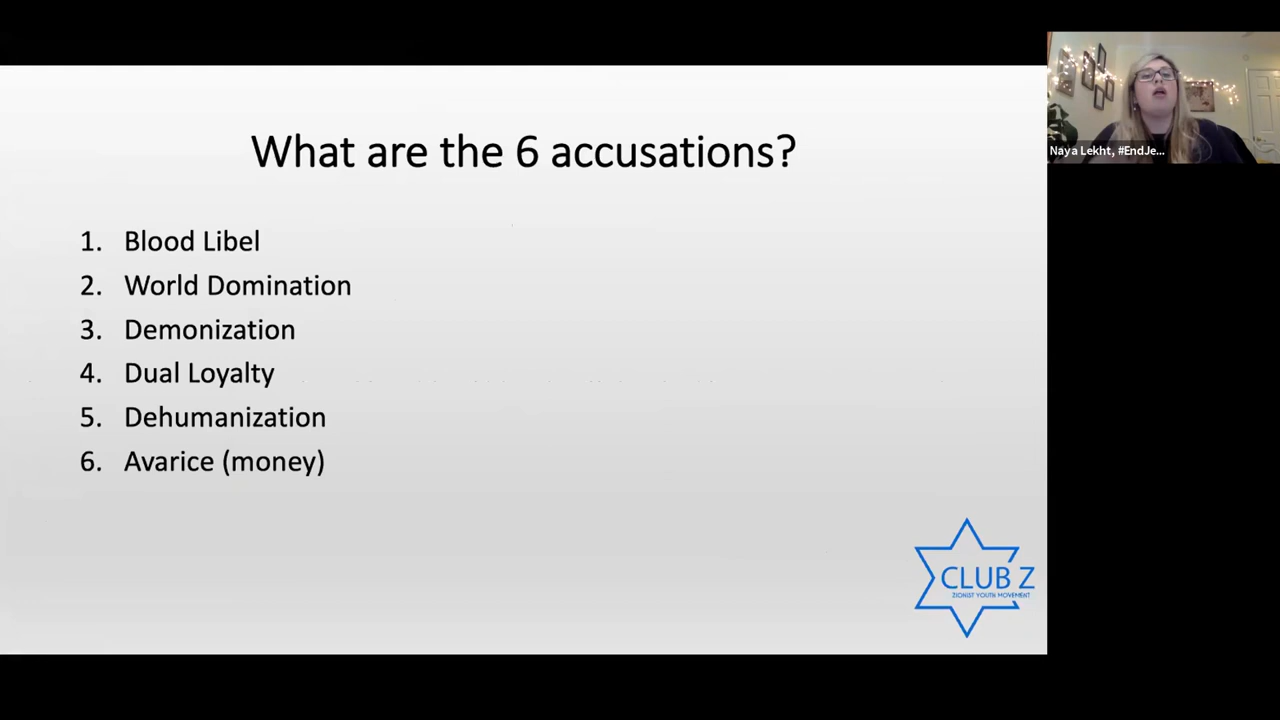 What are the 6 accusations?
1. Blood Libel
2. World Domination
3. Demonization
4. Dual Loyalty
5. Dehumanization
6. Avarice (money)
CLUB Z
ZIONIST YOUTH MOVEMENT
Naya Lekht, #EndJe...